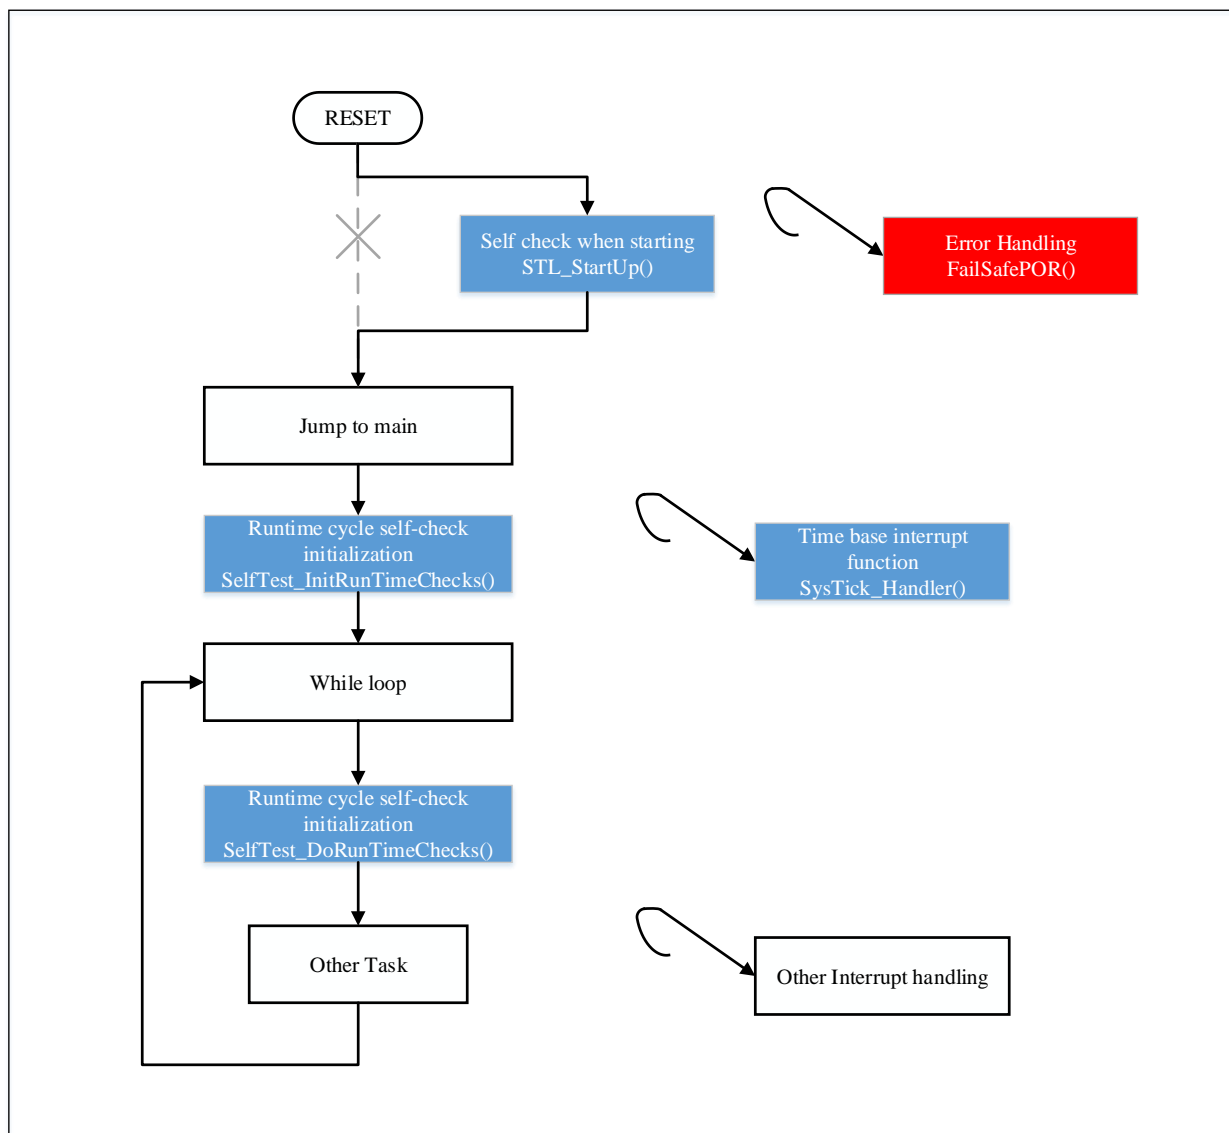 RESET
Self check when starting
STL_StartUp()
Error Handling
FailSafePOR()
Jump to main
Runtime cycle self-check
initialization
SelfTest_InitRunTimeChecks()
Time base interrupt
function
SysTick_Handler()
While loop
Runtime cycle self-check
initialization
SelfTest_DoRunTimeChecks()
Other Task
Other Interrupt handling